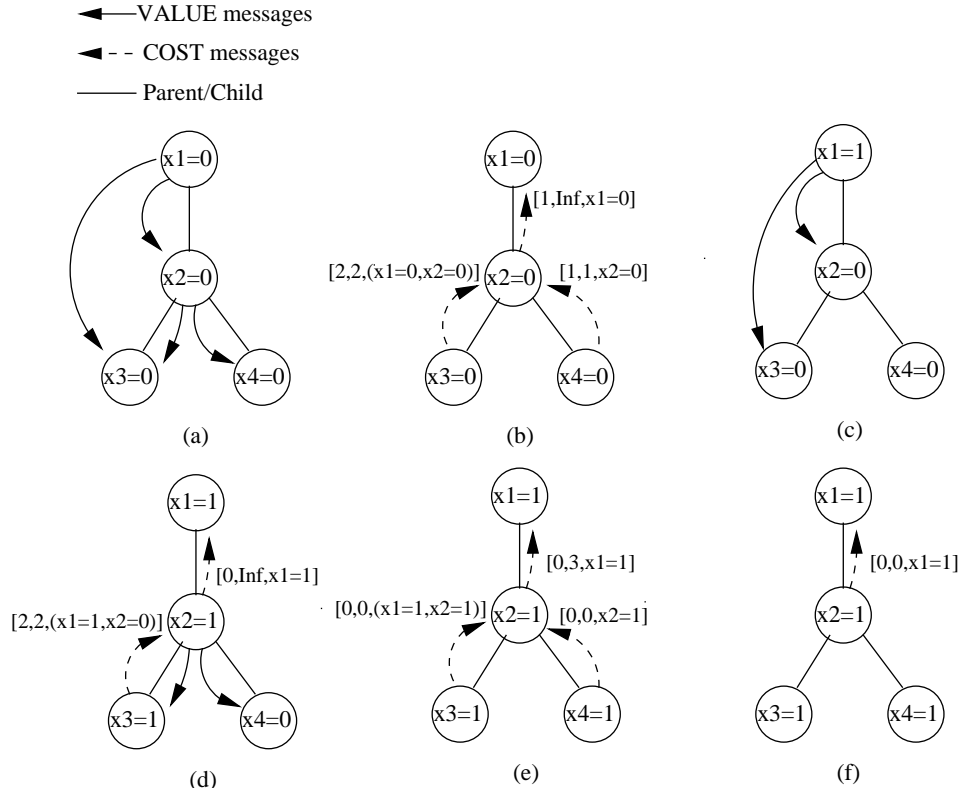 VALUE messages
COST messages
Parent/Child
x1=0
x2=0
x3=0
x4=0
(a)
x1=0
[1,Inf,x1=0]
[2,2,(x1=0,x2=0)]
x2=0
[1,1,x2=0]
x3=0
x4=0
(b)
x1=1
x2=0
x3=0
x4=0
(c)
x1=1
[0,Inf,x1=1]
[2,2,(x1=1,x2=0)]
x2=1
x3=1
x4=0
(d)
x1=1
[0,3,x1=1]
[0,0,(x1=1,x2=1)]
x2=1
[0,0,x2=1]
x3=1
x4=1
(e)
x1=1
[0,0,x1=1]
x2=1
x3=1
x4=1
(f)